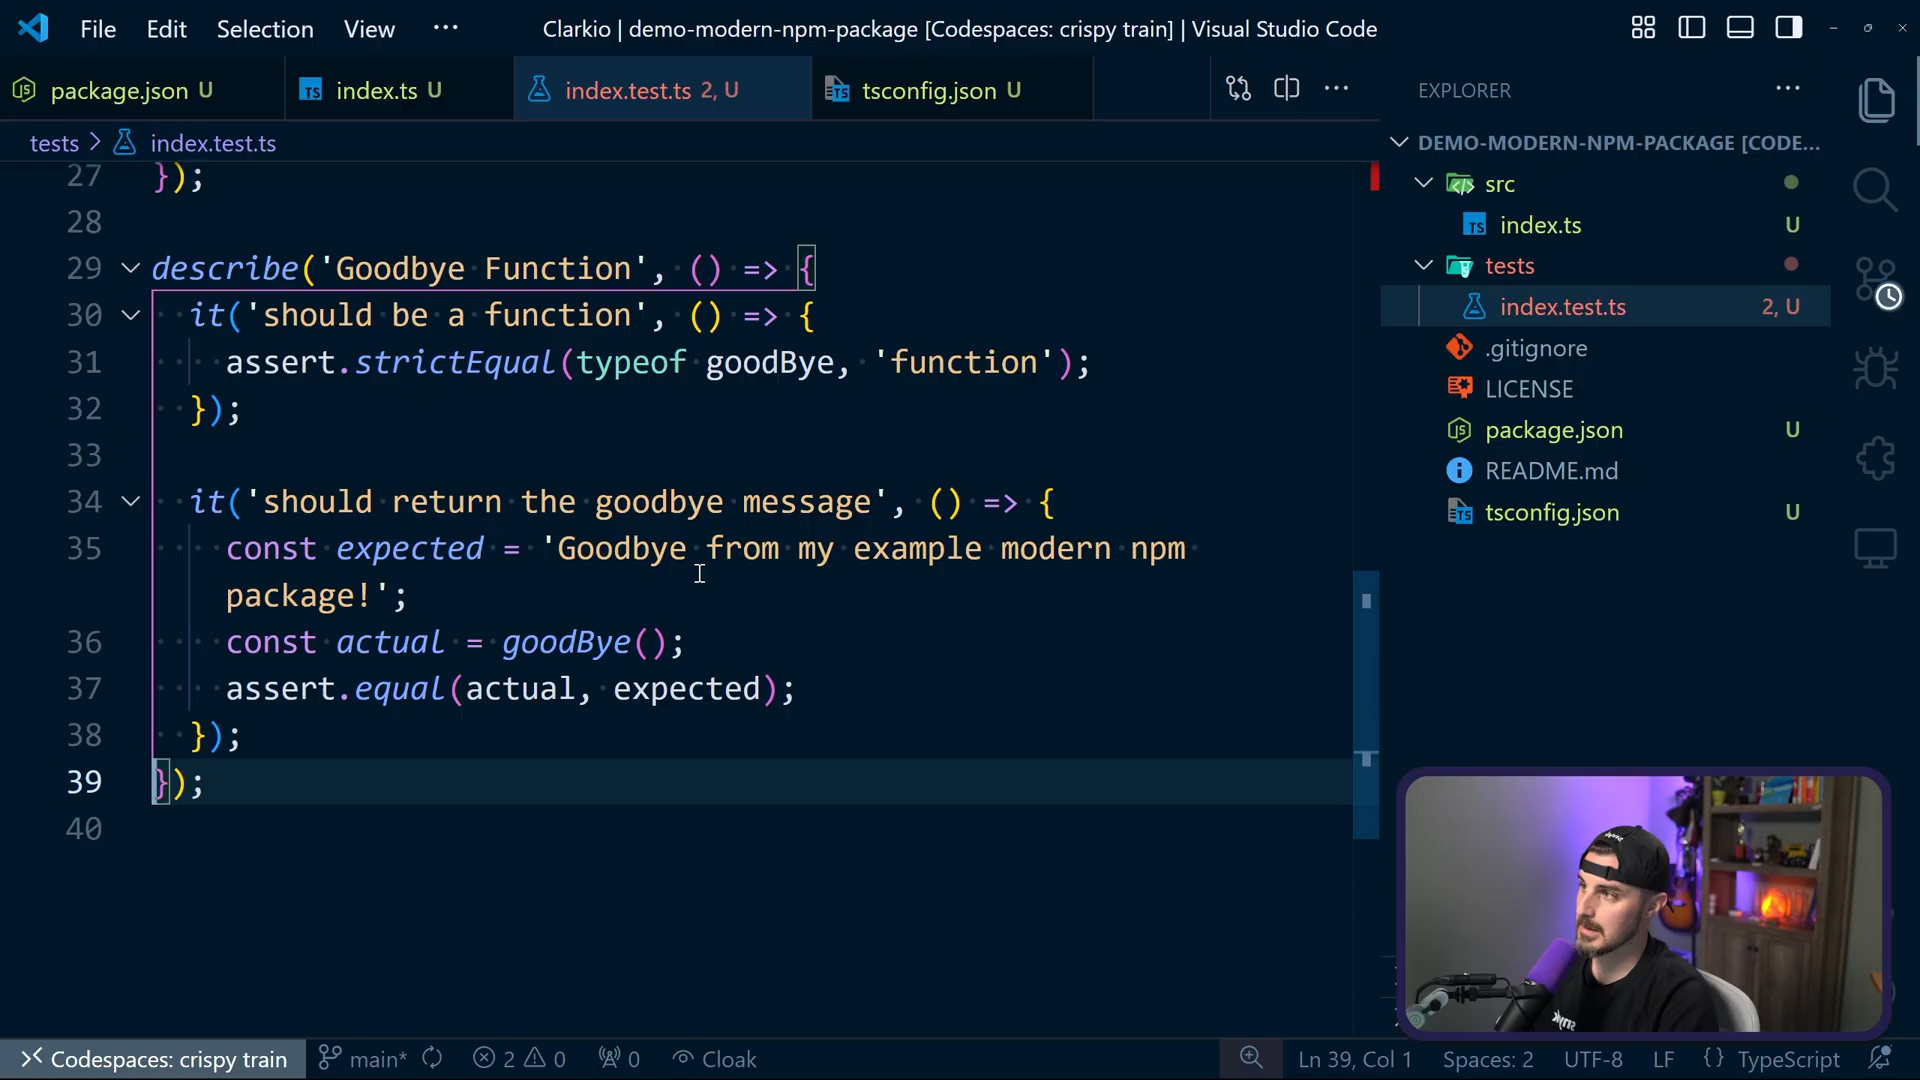 File Edit Selection View ··· Clarkio | demo-modern-npm-package [Codespaces: crispy train] | Visual Studio Code
package.json U index.ts U index.test.ts 2, U tsconfig.json U
EXPLORER
tests > index.test.ts
DEMO-MODERN-NPM-PACKAGE [CODE...
src
index.ts U
tests
index.test.ts 2, U
.gitignore
LICENSE
package.json U
README.md
tsconfig.json U
27 });
28
29 describe('Goodbye Function', () => {
30 it('should be a function', () => {
31 assert.strictEqual(typeof goodBye, 'function');
32 });
33
34 it('should return the goodbye message', () => {
35 const expected = 'Goodbye from my example modern npm
package!';
36 const actual = goodBye();
37 assert.equal(actual, expected);
38 });
39 });
40
snyk
Codespaces: crispy train main* 2 0 0 Cloak Ln 39, Col 1 Spaces: 2 UTF-8 LF {} TypeScript